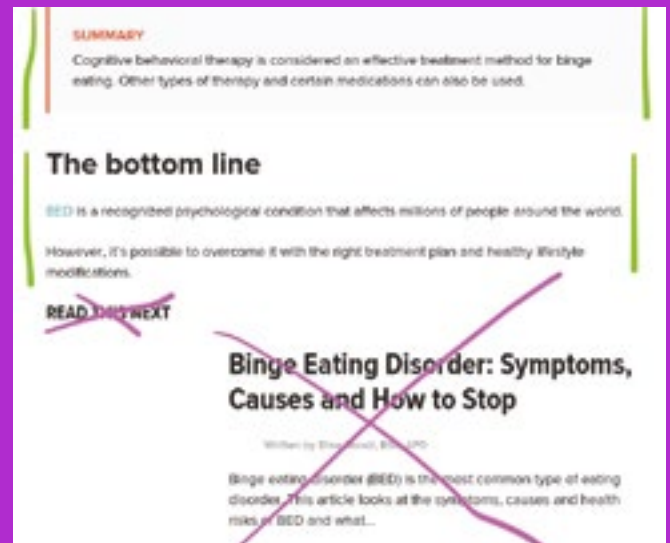 SUMMARY
Cognitive behavioral therapy is considered an effective treatment method for binge
eating. Other types of therapy and certain medications can also be used.
The bottom line
BED is a recognized psychological condition that affects millions of people around the world.
However, it's possible to overcome it with the right treatment plan and healthy lifestyle
modifications.
READ THIS NEXT
Binge Eating Disorder: Symptoms,
Causes and How to Stop
Written by
Binge eating disorder (BED) is the most common type of eating
disorder. This article looks at the symptoms, causes and health
risks of BED and what...